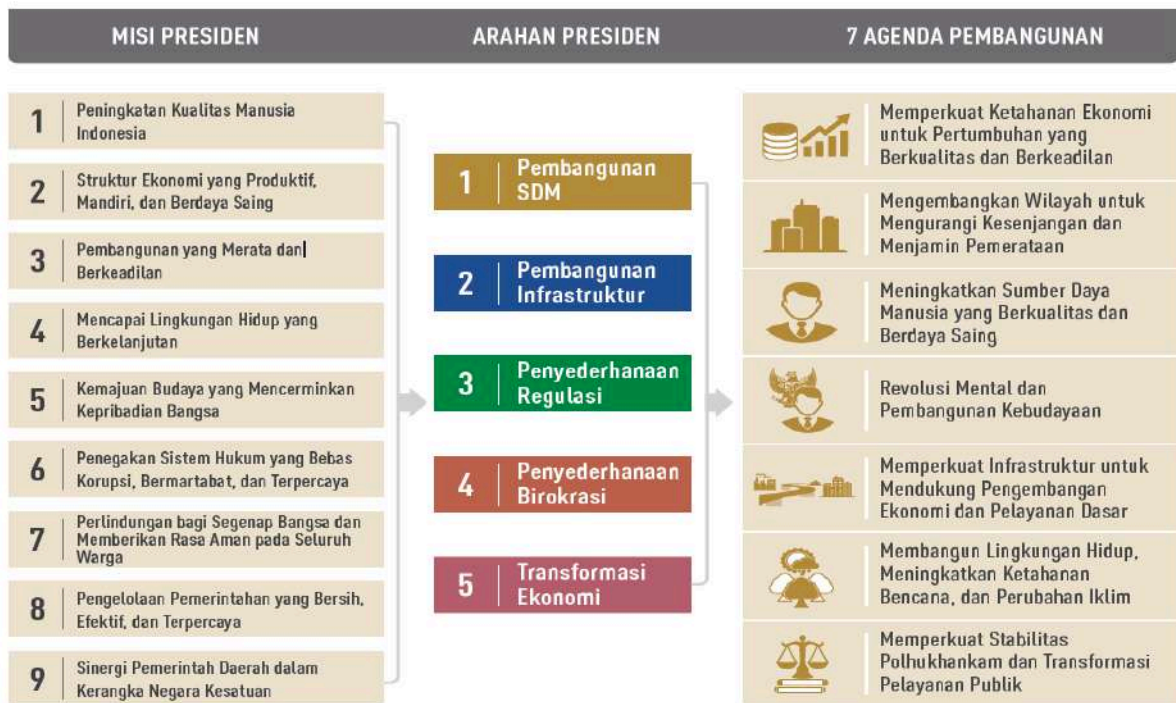 MISI PRESIDEN
ARAHAN PRESIDEN
7 AGENDA PEMBANGUNAN
1
Peningkatan Kualitas Manusia
Indonesia
2
Struktur Ekonomi yang Produktif,
Mandiri, dan Berdaya Saing
3
Pembangunan yang Merata dan
Berkeadilan
4
Mencapai Lingkungan Hidup yang
Berkelanjutan
5
Kemajuan Budaya yang Mencerminkan
Kepribadian Bangsa
6
Penegakan Sistem Hukum yang Bebas
Korupsi, Bermartabat, dan Terpercaya
7
Perlindungan bagi Segenap Bangsa dan
Memberikan Rasa Aman pada Seluruh
Warga
8
Pengelolaan Pemerintahan yang Bersih,
Efektif, dan Terpercaya
9
Sinergi Pemerintah Daerah dalam
Kerangka Negara Kesatuan
1
Pembangunan
SDM
2
Pembangunan
Infrastruktur
3
Penyederhanaan
Regulasi
4
Penyederhanaan
Birokrasi
5
Transformasi
Ekonomi
Memperkuat Ketahanan Ekonomi
untuk Pertumbuhan yang
Berkualitas dan Berkeadilan
Mengembangkan Wilayah untuk
Mengurangi Kesenjangan dan
Menjamin Pemerataan
Meningkatkan Sumber Daya
Manusia yang Berkualitas dan
Berdaya Saing
Revolusi Mental dan
Pembangunan Kebudayaan
Memperkuat Infrastruktur untuk
Mendukung Pengembangan
Ekonomi dan Pelayanan Dasar
Membangun Lingkungan Hidup,
Meningkatkan Ketahanan
Bencana, dan Perubahan Iklim
Memperkuat Stabilitas
Polhukhankam dan Transformasi
Pelayanan Publik